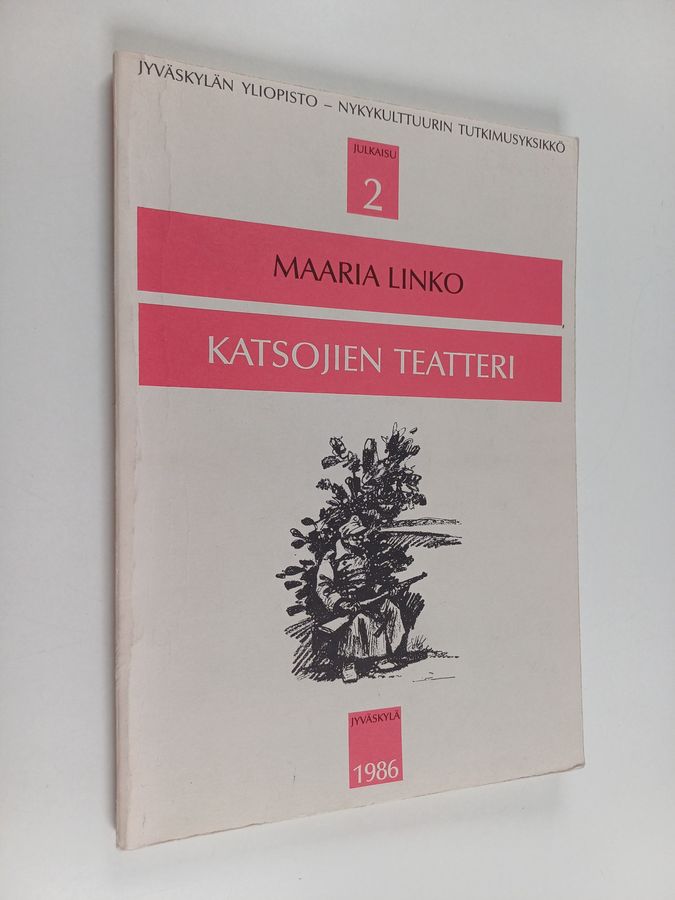 JYVÄSKYLÄN YLIOPISTO – NYKYKULTTUURIN TUTKIMUSYKSIKKÖ
JULKAISU
2
MAARIA LINKO
KATSOJIEN TEATTERI
JYVÄSKYLÄ
1986